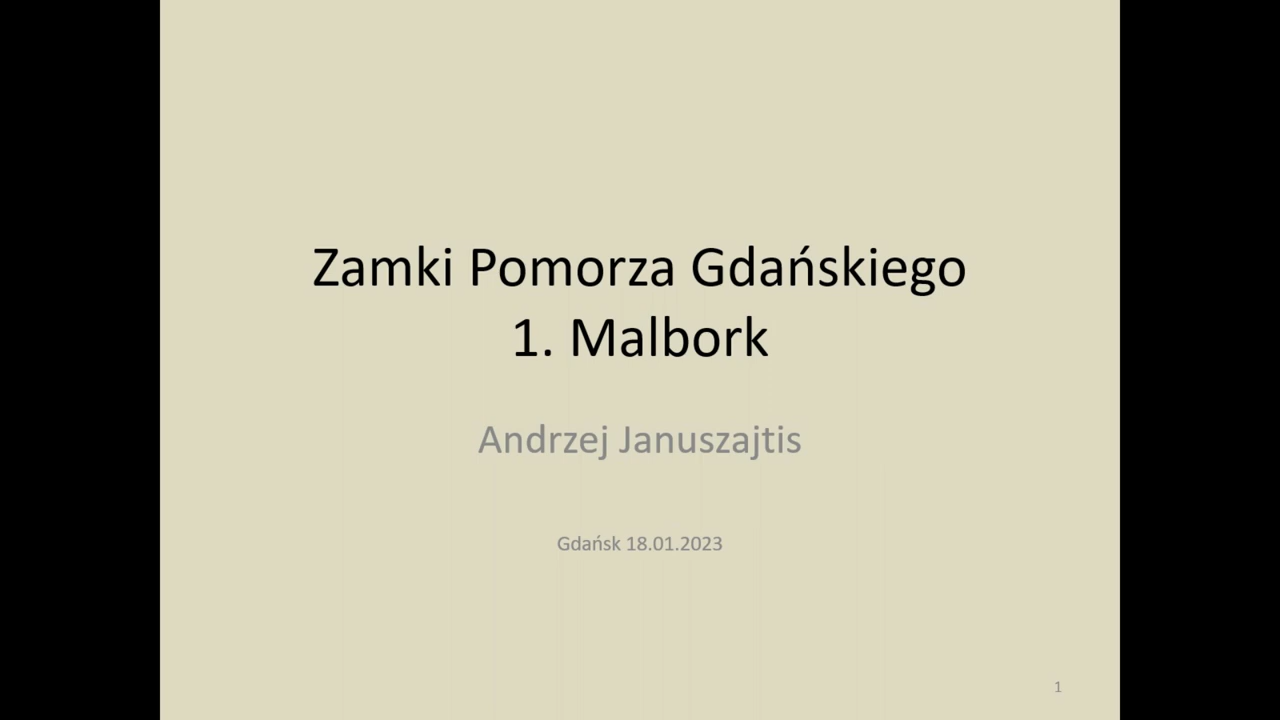 Zamki Pomorza Gdańskiego
1. Malbork
Andrzej Januszajtis
Gdańsk 18.01.2023
1